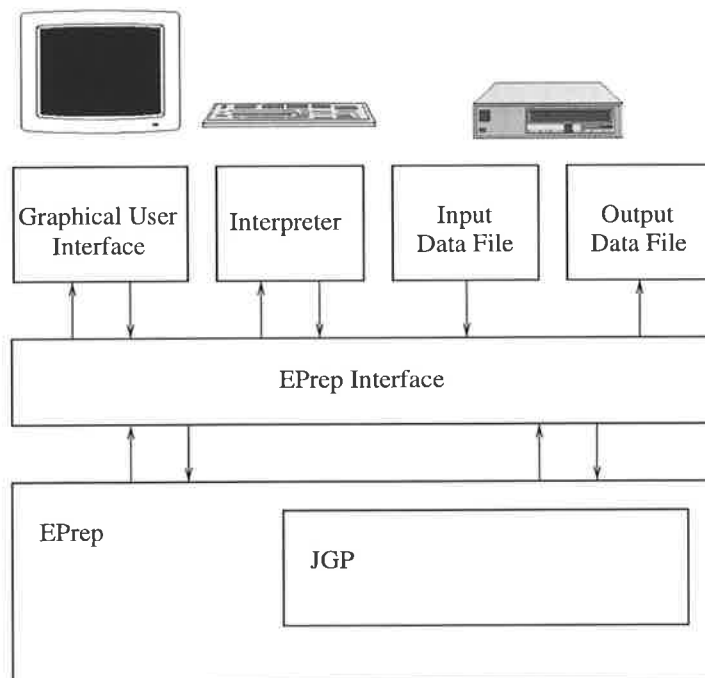 Graphical User
Interface
Interpreter
Input
Data File
Output
Data File
EPrep Interface
EPrep
JGP